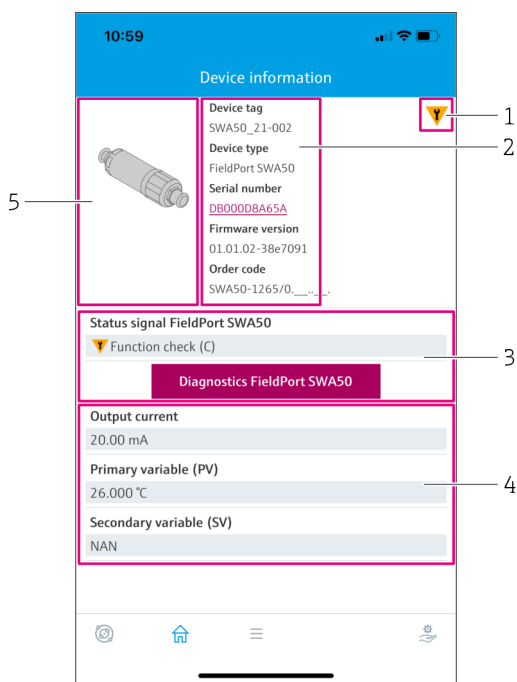 10:59
Device information
Device tag
SWA50_21-002
Device type
FieldPort SWA50
Serial number
DB000D8A65A
Firmware version
01.01.02-38e7091
Order code
SWA50-1265/0.__..__.
1
2
5
Status signal FieldPort SWA50
Function check (C)
Diagnostics FieldPort SWA50
3
Output current
20.00 mA
Primary variable (PV)
26.000 °C
4
Secondary variable (SV)
NAN